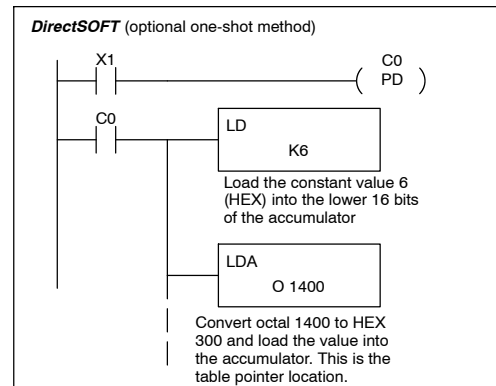 DirectSOFT (optional one-shot method)
X1
C0
PD
C0
LD
K6
Load the constant value 6
(HEX) into the lower 16 bits
of the accumulator
LDA
O 1400
Convert octal 1400 to HEX
300 and load the value into
the accumulator. This is the
table pointer location.